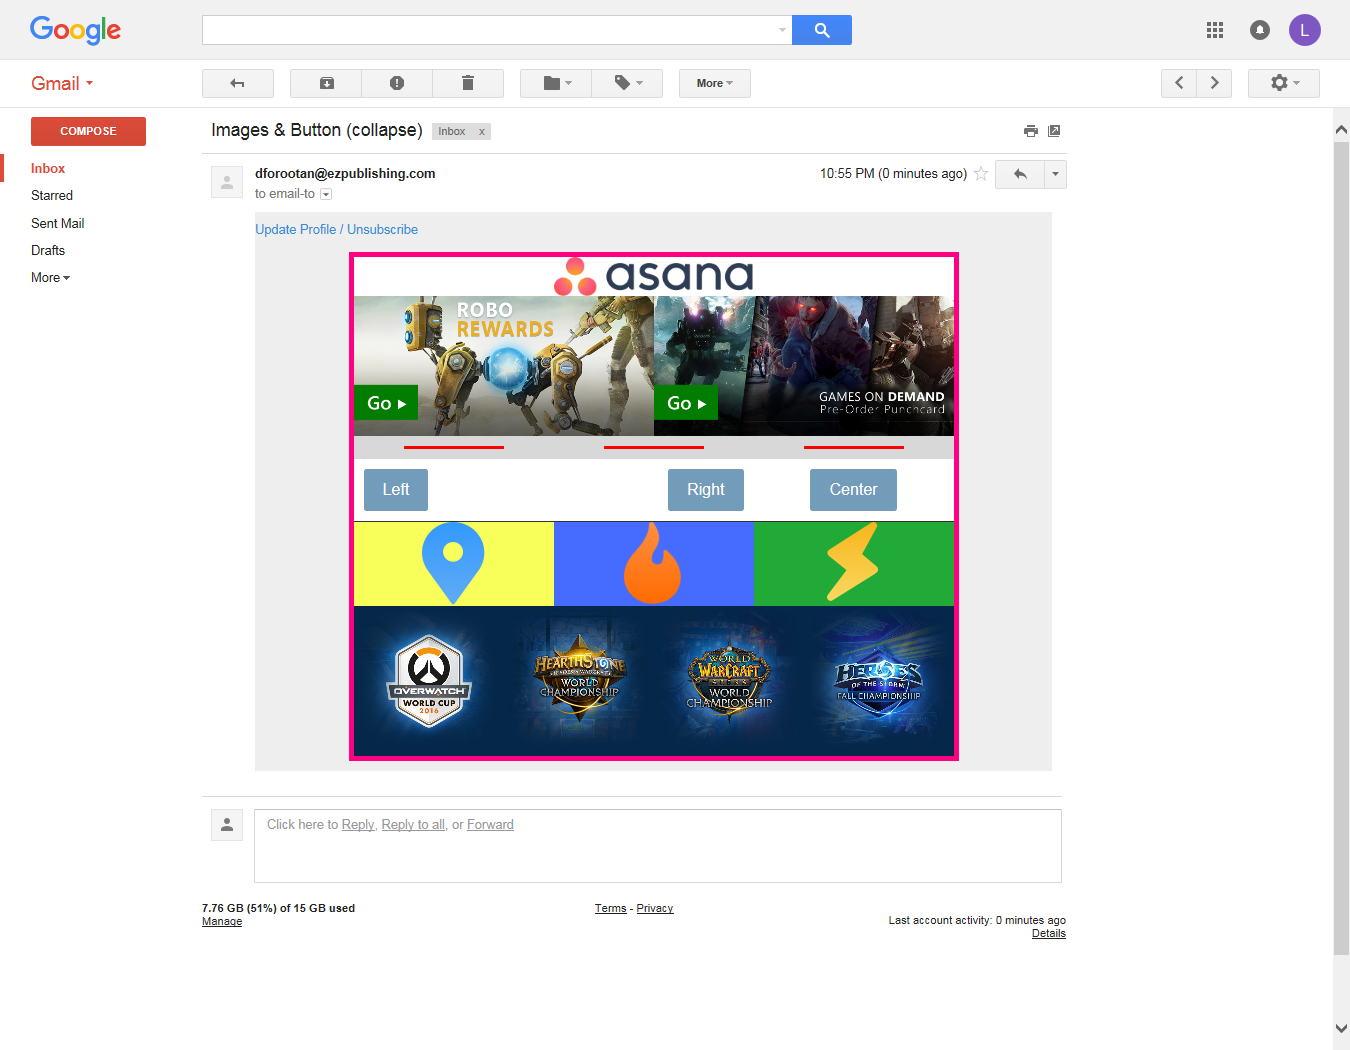 Google
L
Gmail
More
COMPOSE
Images & Button (collapse) Inbox x
Inbox
Starred
Sent Mail
Drafts
More
dforootan@ezpublishing.com
10:55 PM (0 minutes ago)
to email-to
Update Profile / Unsubscribe
asana
ROBO
REWARDS
Go
Go
GAMES ON DEMAND
Pre-Order Punchcard
Left
Right
Center
OVERWATCH
WORLD CUP
2016
HEARTHSTONE
HEROES OF WARCRAFT
WORLD
CHAMPIONSHIP
WORLD
WARCRAFT
WORLD
CHAMPIONSHIP
HEROES
OF THE STORM
FALL CHAMPIONSHIP
Click here to Reply, Reply to all, or Forward
7.76 GB (51%) of 15 GB used
Manage
Terms - Privacy
Last account activity: 0 minutes ago
Details